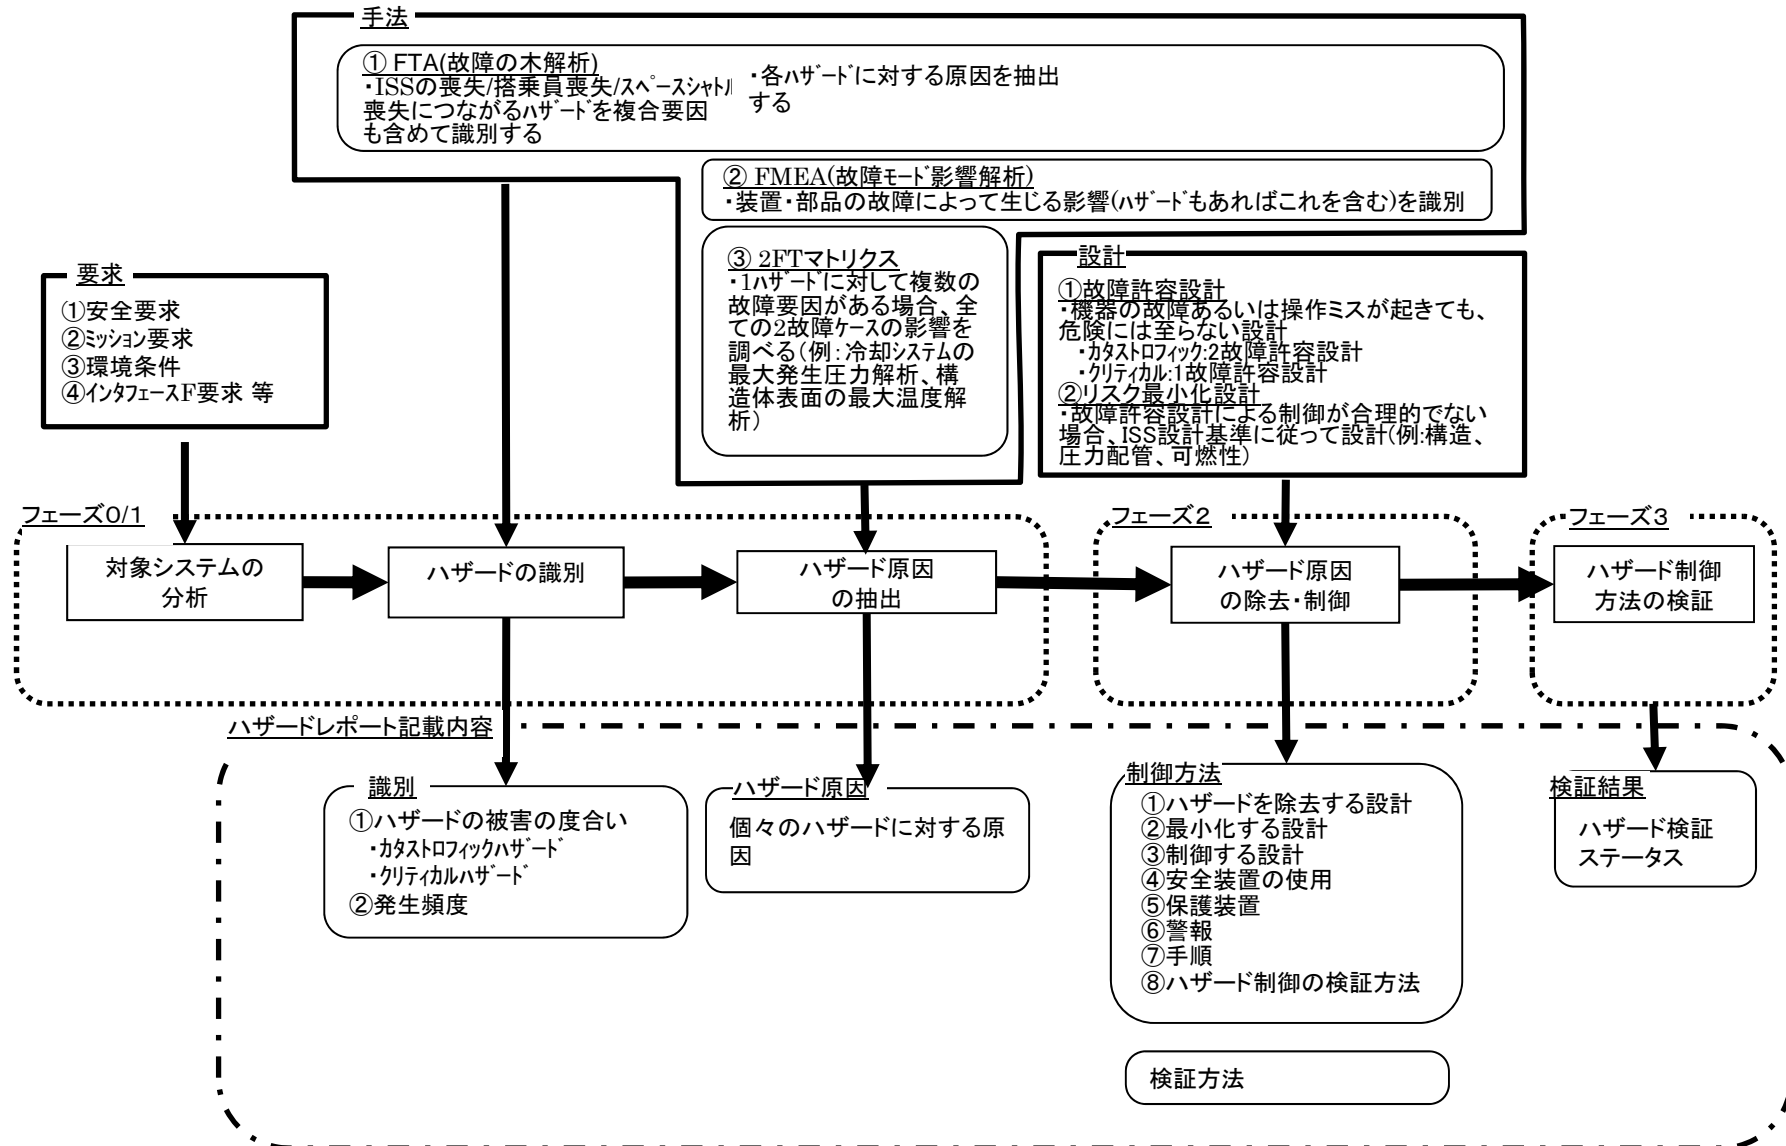 手法
① FTA(故障の木解析)
・ISSの喪失/搭乗員喪失/ｽﾍﾟｰｽｼｬﾄﾙ
喪失につながるﾊｻﾞｰﾄﾞを複合要因
も含めて識別する
・各ﾊｻﾞｰﾄﾞに対する原因を抽出
する
② FMEA(故障ﾓｰﾄﾞ影響解析)
・装置・部品の故障によって生じる影響(ﾊｻﾞｰﾄﾞもあればこれを含む)を識別
③ 2FTマトリクス
・1ﾊｻﾞｰﾄﾞに対して複数の
故障要因がある場合、全
ての2故障ｹｰｽの影響を
調べる(例：冷却システムの
最大発生圧力解析、構
造体表面の最大温度解
析)
要求
①安全要求
②ﾐｯｼｮﾝ要求
③環境条件
④ｲﾝﾀﾌｪｰｽF要求 等
設計
①故障許容設計
・機器の故障あるいは操作ミスが起きても、
危険には至らない設計
・ｶﾀｽﾄﾛﾌｨｯｸ:2故障許容設計
・ｸﾘﾃｨｶﾙ:1故障許容設計
②リスク最小化設計
・故障許容設計による制御が合理的でない
場合、ISS設計基準に従って設計(例:構造、
圧力配管、可燃性)
フェーズ0/1
対象システムの
分析
ハザードの識別
ハザード原因
の抽出
フェーズ2
ハザード原因
の除去・制御
フェーズ3
ハザード制御
方法の検証
ハザードレポート記載内容
識別
①ハザードの被害の度合い
・ｶﾀｽﾄﾛﾌｨｯｸﾊｻﾞｰﾄﾞ
・ｸﾘﾃｨｶﾙﾊｻﾞｰﾄﾞ
②発生頻度
ハザード原因
個々のハザードに対する原
因
制御方法
①ハザードを除去する設計
②最小化する設計
③制御する設計
④安全装置の使用
⑤保護装置
⑥警報
⑦手順
⑧ハザード制御の検証方法
検証方法
検証結果
ハザード検証
ステータス